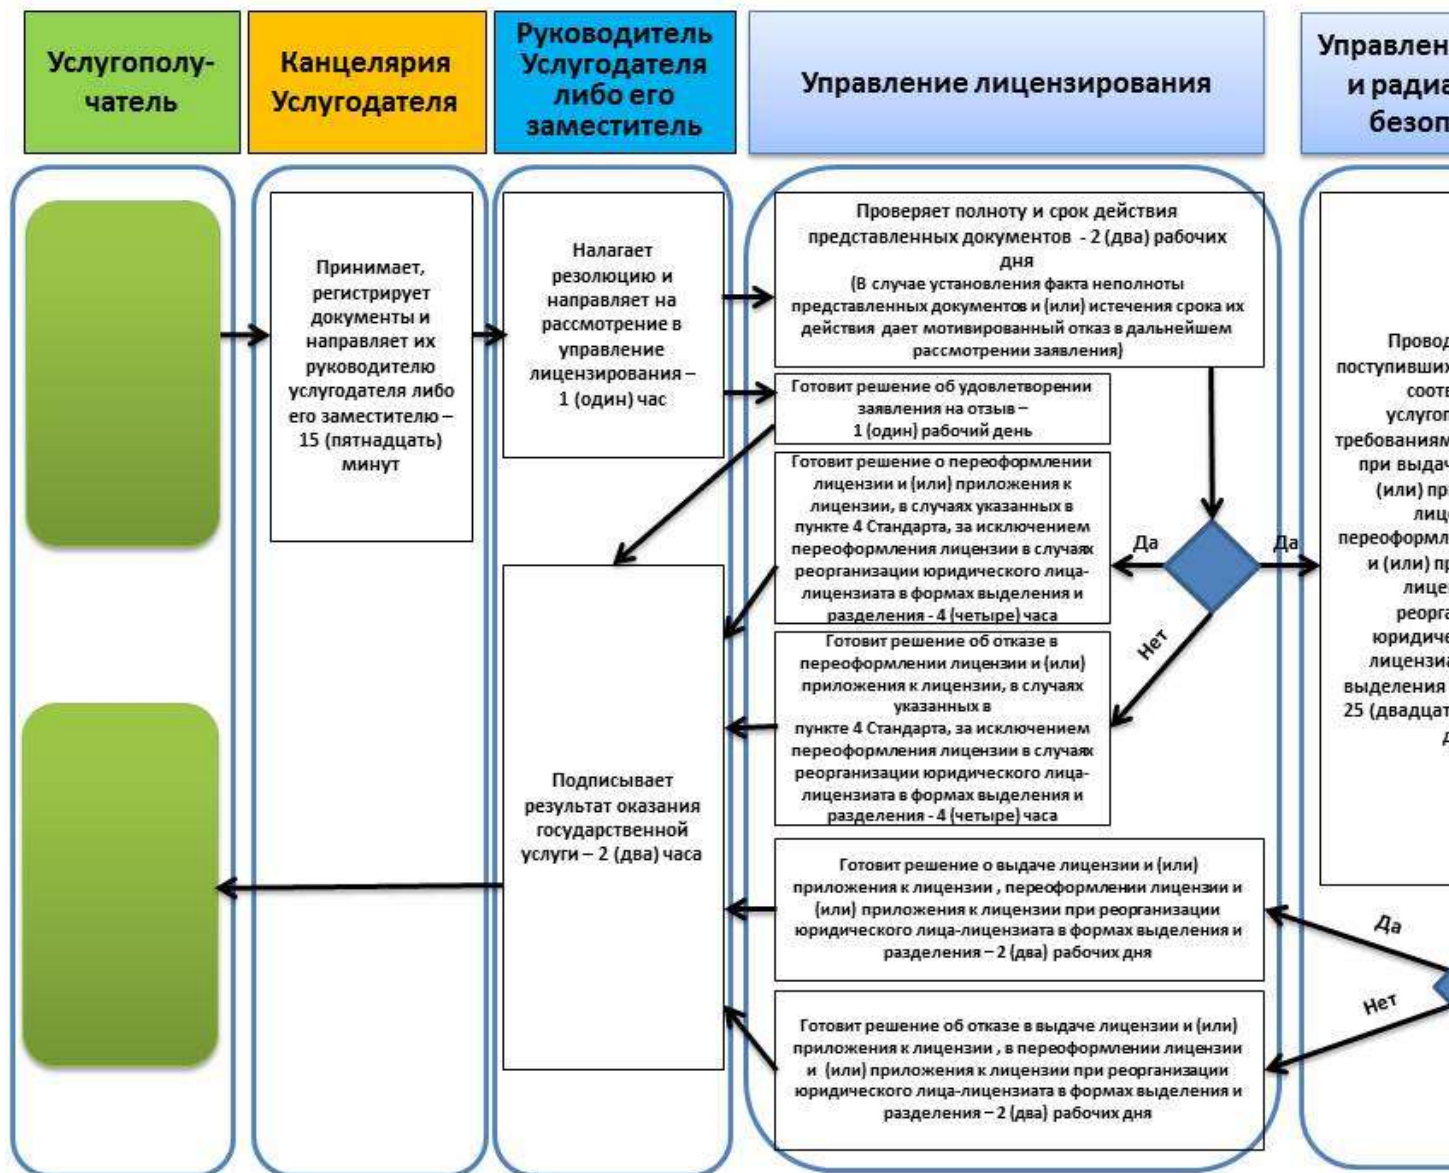 Услугополу-
чатель
Канцелярия
Услугодателя
Руководитель
Услугодателя
либо его
заместитель
Управление лицензирования
Принимает,
регистрирует
документы и
направляет их
руководителю
услугодателя либо
его заместителю –
15 (пятнадцать)
минут
Налагает
резолюцию и
направляет на
рассмотрение в
управление
лицензирования –
1 (один) час
Подписывает
результат оказания
государственной
услуги – 2 (два) часа
Проверяет полноту и срок действия
представленных документов - 2 (два) рабочих
дня
(В случае установления факта неполноты
представленных документов и (или) истечения срока их
действия дает мотивированный отказ в дальнейшем
рассмотрении заявления)
Готовит решение об удовлетворении
заявления на отзыв –
1 (один) рабочий день
Готовит решение о переоформлении
лицензии и (или) приложения к
лицензии, в случаях указанных в
пункте 4 Стандарта, за исключением
переоформления лицензии в случаях
реорганизации юридического лица-
лицензиата в формах выделения и
разделения - 4 (четыре) часа
Да
Да
Нет
Готовит решение об отказе в
переоформлении лицензии и (или)
приложения к лицензии, в случаях
указанных в
пункте 4 Стандарта, за исключением
переоформления лицензии в случаях
реорганизации юридического лица-
лицензиата в формах выделения и
разделения - 4 (четыре) часа
Готовит решение о выдаче лицензии и (или)
приложения к лицензии , переоформлении лицензии и
(или) приложения к лицензии при реорганизации
юридического лица-лицензиата в формах выделения и
разделения – 2 (два) рабочих дня
Готовит решение об отказе в выдаче лицензии и (или)
приложения к лицензии , в переоформлении лицензии
и (или) приложения к лицензии при реорганизации
юридического лица-лицензиата в формах выделения и
разделения – 2 (два) рабочих дня
Да
Нет
и
поступивших
требованиям
при
(или)
и (или)
выделения
25